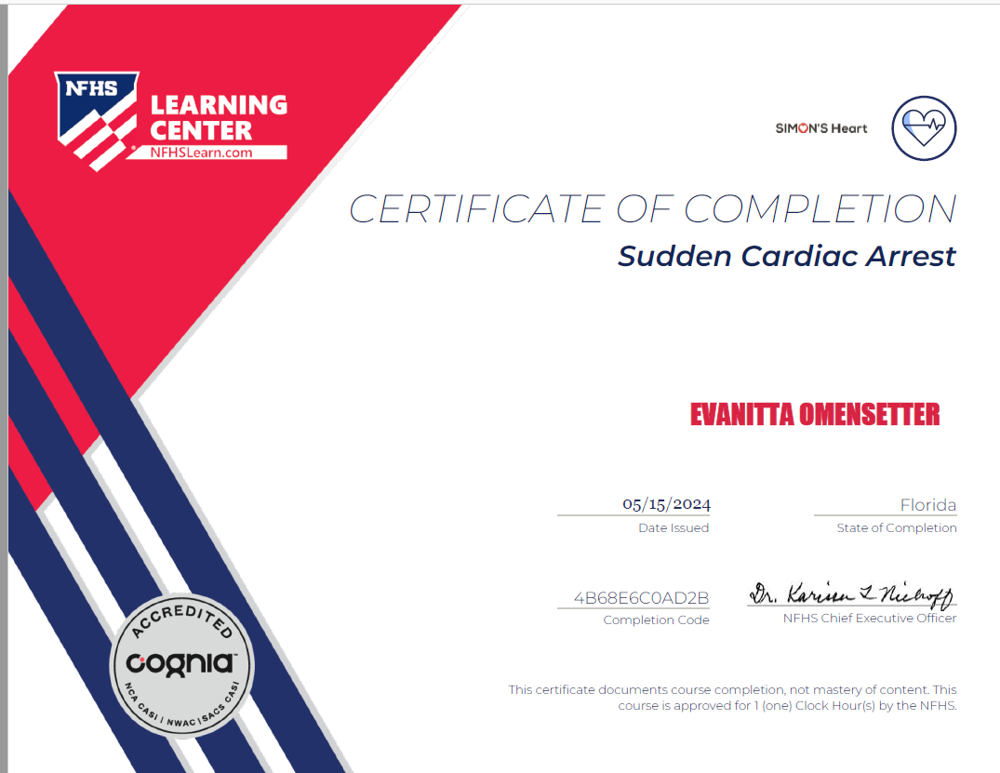 NFHS
LEARNING
CENTER
NFHSLearn.com
SIMON'S Heart
CERTIFICATE OF COMPLETION
Sudden Cardiac Arrest
EVANITTA OMENSETTER
05/15/2024
Date Issued
Florida
State of Completion
4B68E6C0AD2B
Completion Code
Dr. Karissa L Niehoff
NFHS Chief Executive Officer
ACCREDITED
cognia™
NCA CASI | NWAC | SACS CASI
This certificate documents course completion, not mastery of content. This
course is approved for 1 (one) Clock Hour(s) by the NFHS.